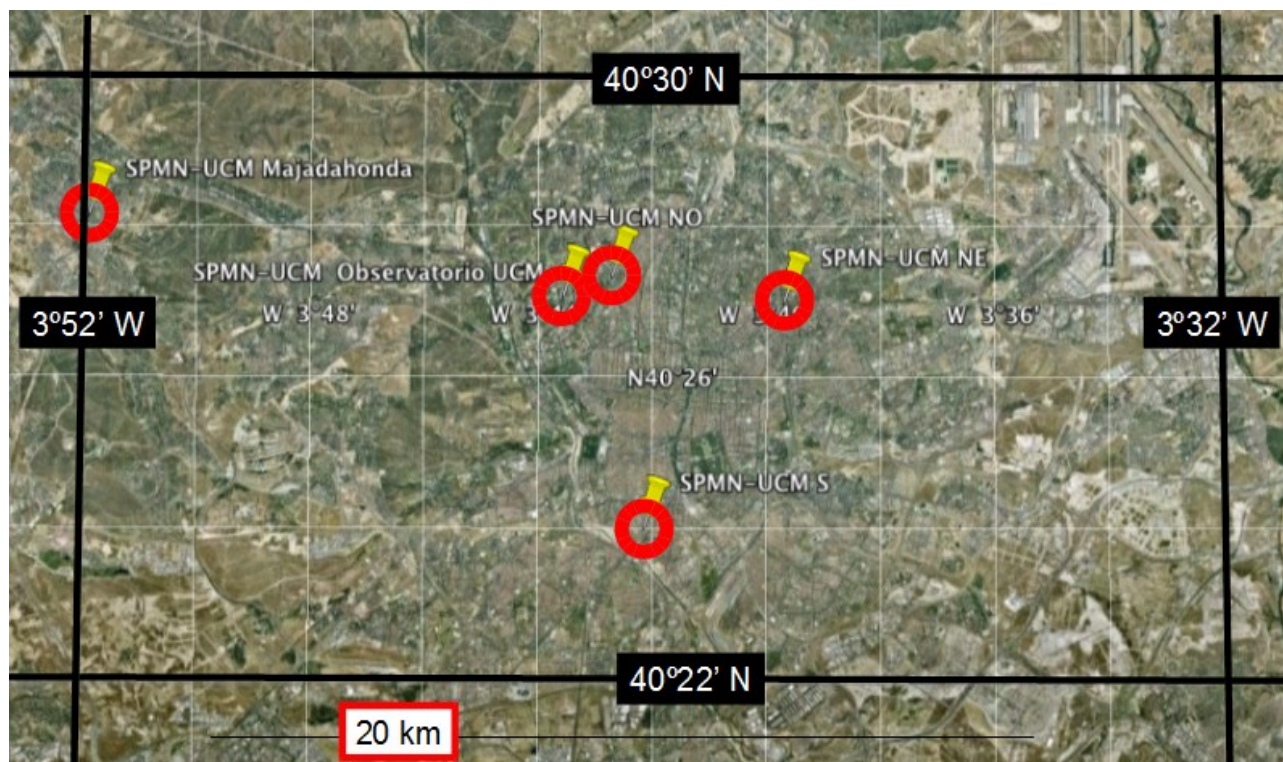 40º30' N
SPMN-UCM Majadahonda
SPMN-UCM NO
SPMN-UCM Observatorio UCM
SPMN-UCM NE
3º52' W
W 3°48'
W 3°
W 3°4
W 3°36'
3º32' W
N40°26'
SPMN-UCM S
40º22' N
20 km